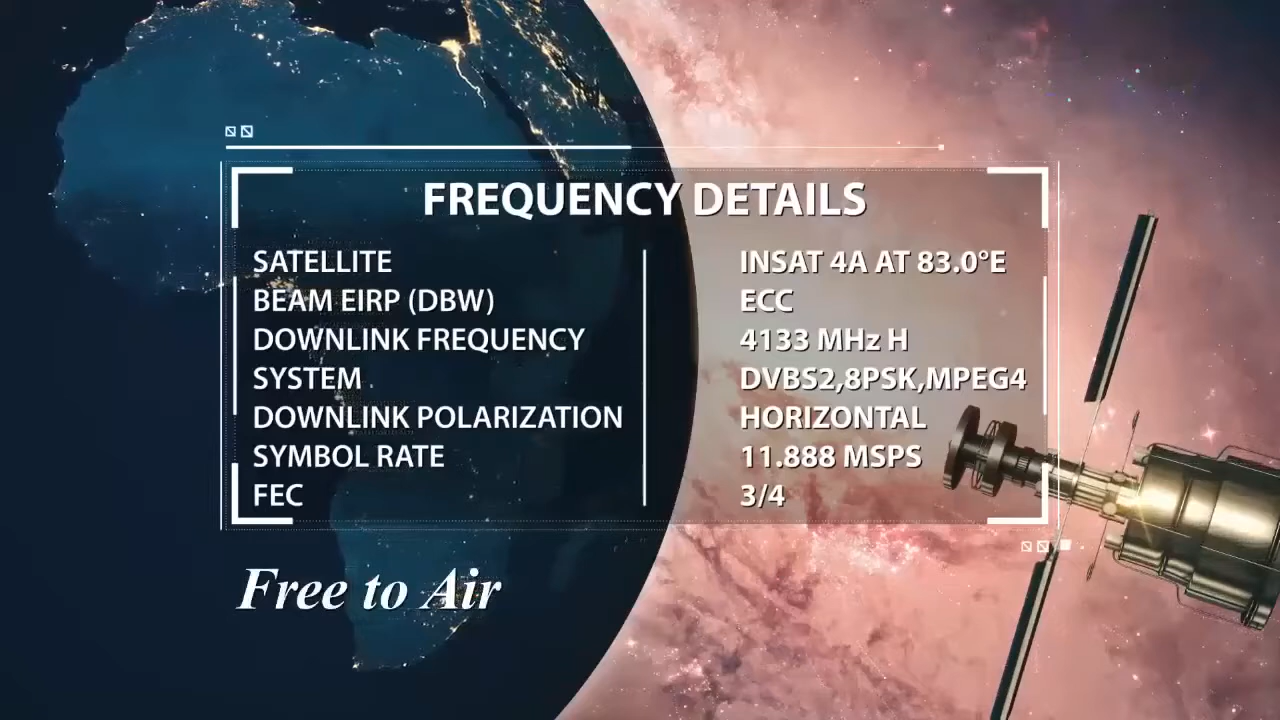 FREQUENCY DETAILS
SATELLITE INSAT 4A AT 83.0°E
BEAM EIRP (DBW) ECC
DOWNLINK FREQUENCY 4133 MHz H
SYSTEM DVBS2,8PSK,MPEG4
DOWNLINK POLARIZATION HORIZONTAL
SYMBOL RATE 11.888 MSPS
FEC 3/4
Free to Air